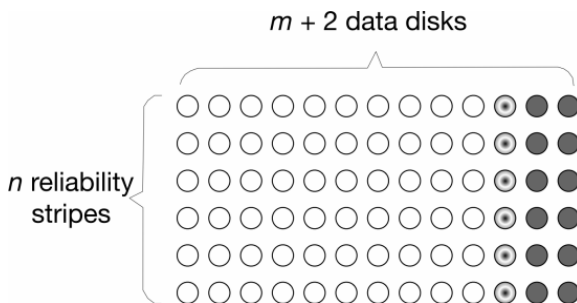 m + 2 data disks
n reliability
stripes